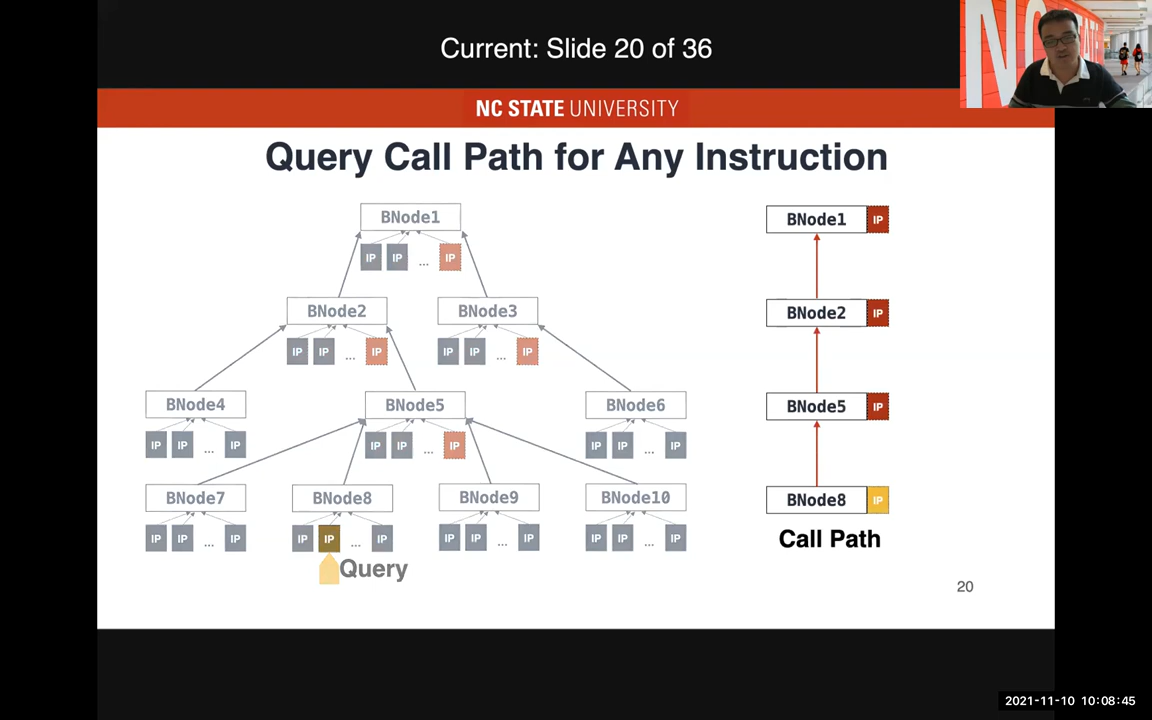 Current: Slide 20 of 36
NC STATE UNIVERSITY
Query Call Path for Any Instruction
BNode1
IP IP ... IP
BNode2 BNode3
IP IP ... IP IP IP ... IP
BNode4 BNode5 BNode6
IP IP ... IP IP IP ... IP IP IP ... IP
BNode7 BNode8 BNode9 BNode10
IP IP ... IP IP IP ... IP IP IP ... IP IP IP ... IP
Query
BNode1 IP
BNode2 IP
BNode5 IP
BNode8 IP
Call Path
20
2021-11-10 10:08:45